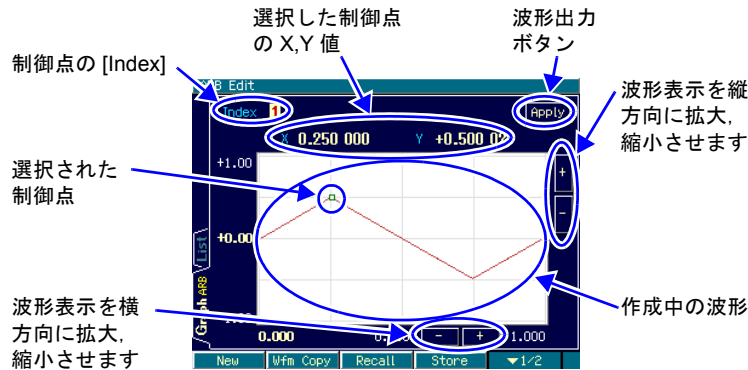 選択した制御点
の X,Y 値
波形出力
ボタン
制御点の [Index]
波形表示を縦
方向に拡大,
縮小させます
B Edit
Index 1
Apply
X 0.250 000 Y +0.500
+1.00
+
−
選択された
制御点
+0.00
List
Graph ARB
波形表示を横
方向に拡大,
縮小させます
作成中の波形
0.000
− +
1.000
New Wfm Copy Recall Store ▼1/2